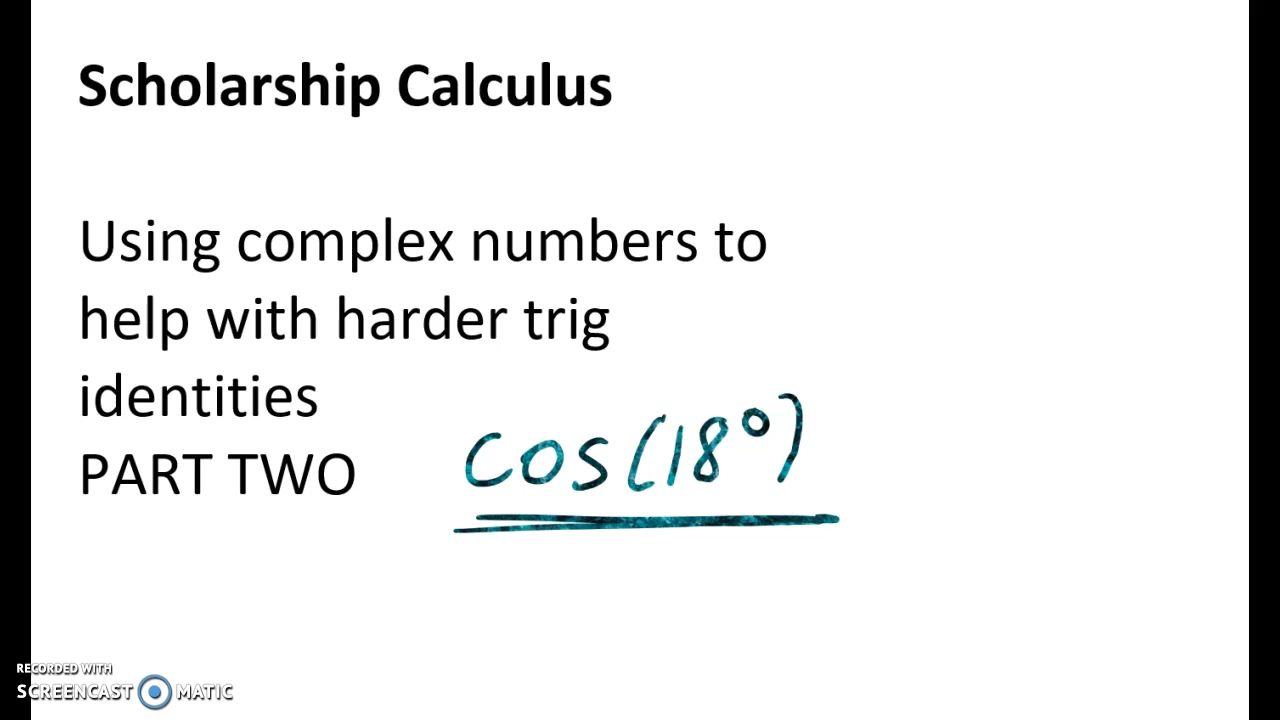 Scholarship Calculus
Using complex numbers to
help with harder trig
identities
PART TWO
cos(18°)
RECORDED WITH
SCREENCAST MATIC